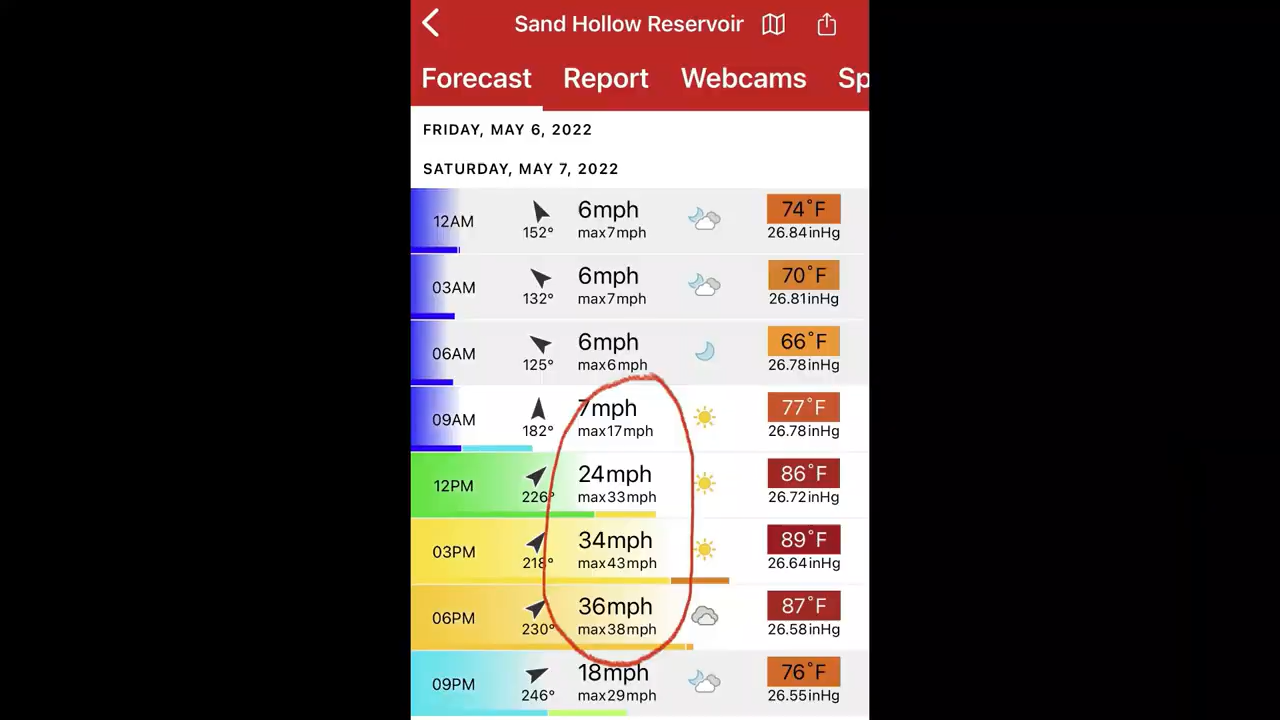 Sand Hollow Reservoir
Forecast Report Webcams Sp
FRIDAY, MAY 6, 2022
SATURDAY, MAY 7, 2022
12AM 152° 6mph max7mph 74°F 26.84inHg
03AM 132° 6mph max7mph 70°F 26.81inHg
06AM 125° 6mph max6mph 66°F 26.78inHg
09AM 182° 7mph max17mph 77°F 26.78inHg
12PM 226° 24mph max33mph 86°F 26.72inHg
03PM 218° 34mph max43mph 89°F 26.64inHg
06PM 230° 36mph max38mph 87°F 26.58inHg
09PM 246° 18mph max29mph 76°F 26.55inHg